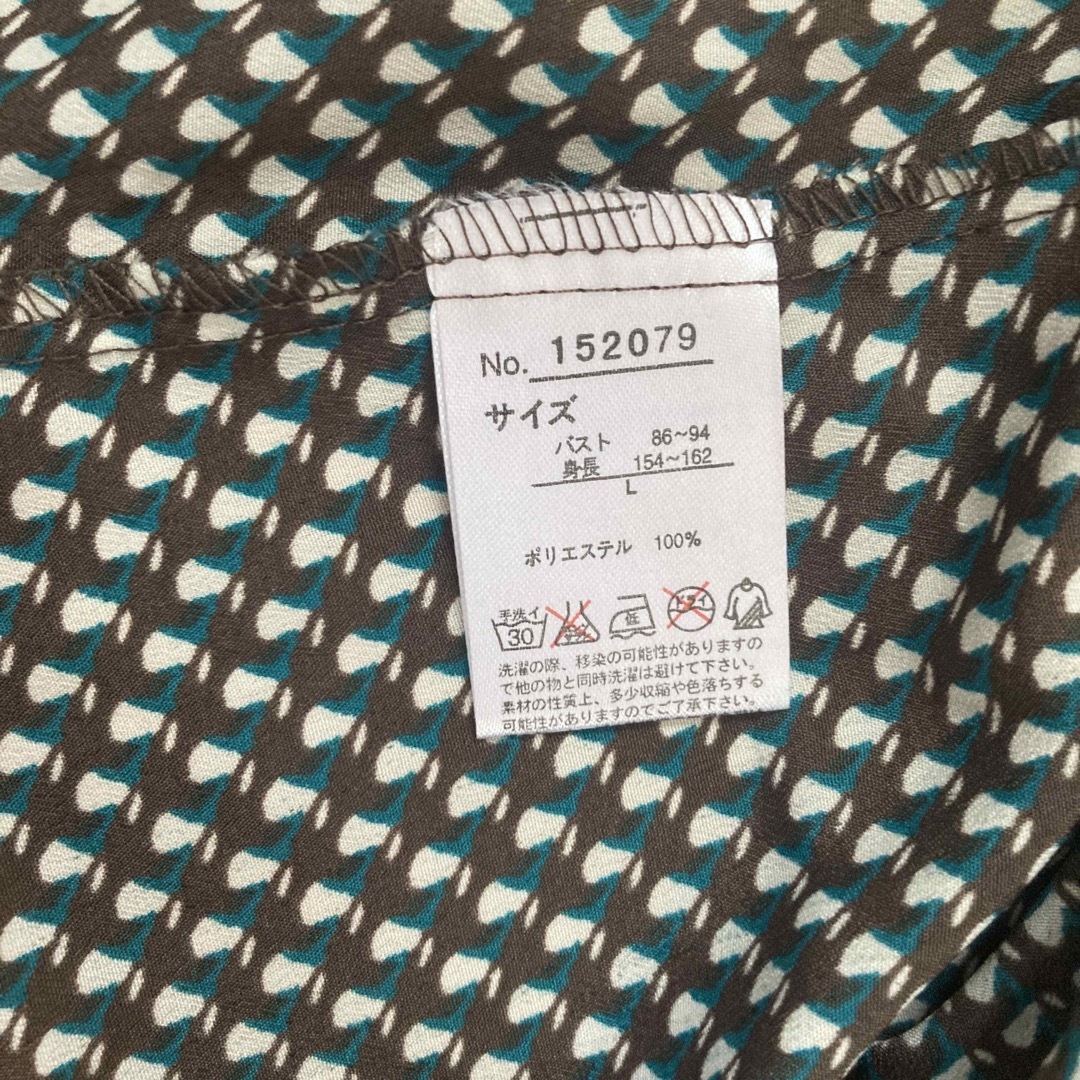 No. 152079
サイズ
バスト 86～94
身長 154～162
L
ポリエステル 100%
手洗イ
30
低
ドライ
洗濯の際、移染の可能性がありますの
で他の物と同時洗濯は避けて下さい。
素材の性質上、多少収縮や色落ちする
可能性がありますのでご了承下さい。